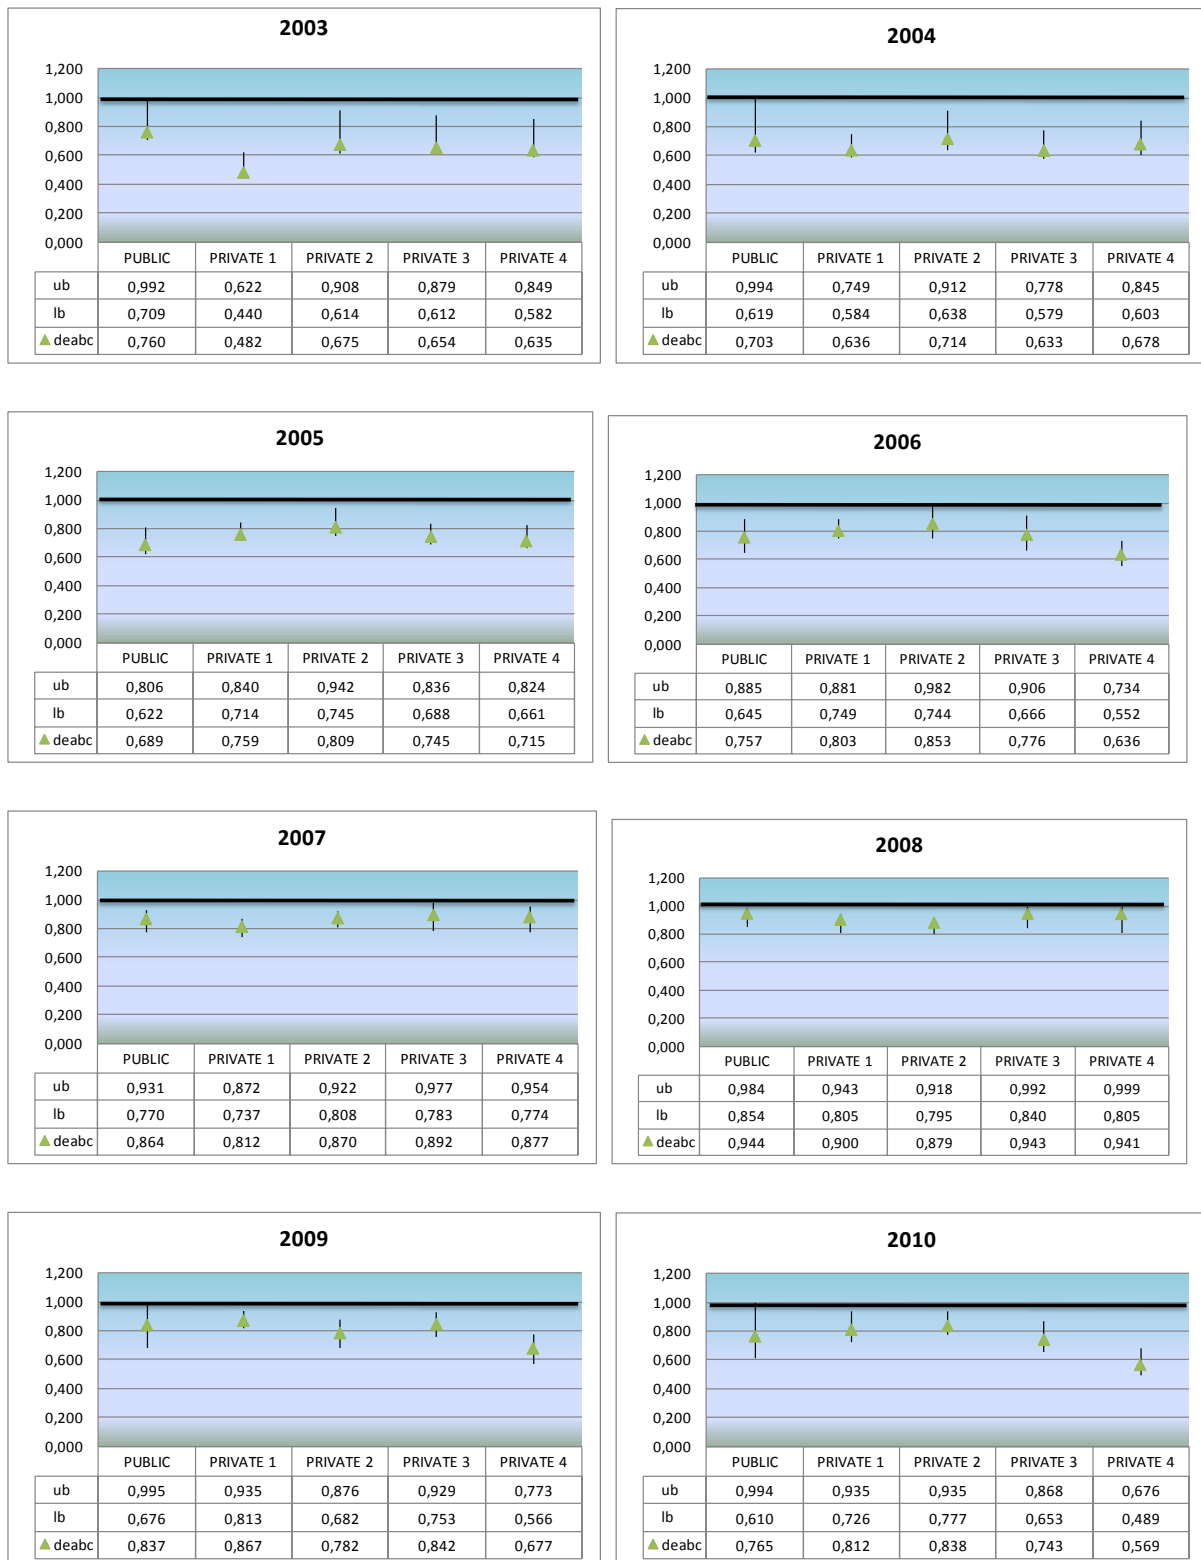 2003
1,200
1,000
0,800
0,600
0,400
0,200
0,000
PUBLIC PRIVATE 1 PRIVATE 2 PRIVATE 3 PRIVATE 4
ub 0,992 0,622 0,908 0,879 0,849
lb 0,709 0,440 0,614 0,612 0,582
deabc 0,760 0,482 0,675 0,654 0,635
2004
1,200
1,000
0,800
0,600
0,400
0,200
0,000
PUBLIC PRIVATE 1 PRIVATE 2 PRIVATE 3 PRIVATE 4
ub 0,994 0,749 0,912 0,778 0,845
lb 0,619 0,584 0,638 0,579 0,603
deabc 0,703 0,636 0,714 0,633 0,678
2005
1,200
1,000
0,800
0,600
0,400
0,200
0,000
PUBLIC PRIVATE 1 PRIVATE 2 PRIVATE 3 PRIVATE 4
ub 0,806 0,840 0,942 0,836 0,824
lb 0,622 0,714 0,745 0,688 0,661
deabc 0,689 0,759 0,809 0,745 0,715
2006
1,200
1,000
0,800
0,600
0,400
0,200
0,000
PUBLIC PRIVATE 1 PRIVATE 2 PRIVATE 3 PRIVATE 4
ub 0,885 0,881 0,982 0,906 0,734
lb 0,645 0,749 0,744 0,666 0,552
deabc 0,757 0,803 0,853 0,776 0,636
2007
1,200
1,000
0,800
0,600
0,400
0,200
0,000
PUBLIC PRIVATE 1 PRIVATE 2 PRIVATE 3 PRIVATE 4
ub 0,931 0,872 0,922 0,977 0,954
lb 0,770 0,737 0,808 0,783 0,774
deabc 0,864 0,812 0,870 0,892 0,877
2008
1,200
1,000
0,800
0,600
0,400
0,200
0,000
PUBLIC PRIVATE 1 PRIVATE 2 PRIVATE 3 PRIVATE 4
ub 0,984 0,943 0,918 0,992 0,999
lb 0,854 0,805 0,795 0,840 0,805
deabc 0,944 0,900 0,879 0,943 0,941
2009
1,200
1,000
0,800
0,600
0,400
0,200
0,000
PUBLIC PRIVATE 1 PRIVATE 2 PRIVATE 3 PRIVATE 4
ub 0,995 0,935 0,876 0,929 0,773
lb 0,676 0,813 0,682 0,753 0,566
deabc 0,837 0,867 0,782 0,842 0,677
2010
1,200
1,000
0,800
0,600
0,400
0,200
0,000
PUBLIC PRIVATE 1 PRIVATE 2 PRIVATE 3 PRIVATE 4
ub 0,994 0,935 0,935 0,868 0,676
lb 0,610 0,726 0,777 0,653 0,489
deabc 0,765 0,812 0,838 0,743 0,569